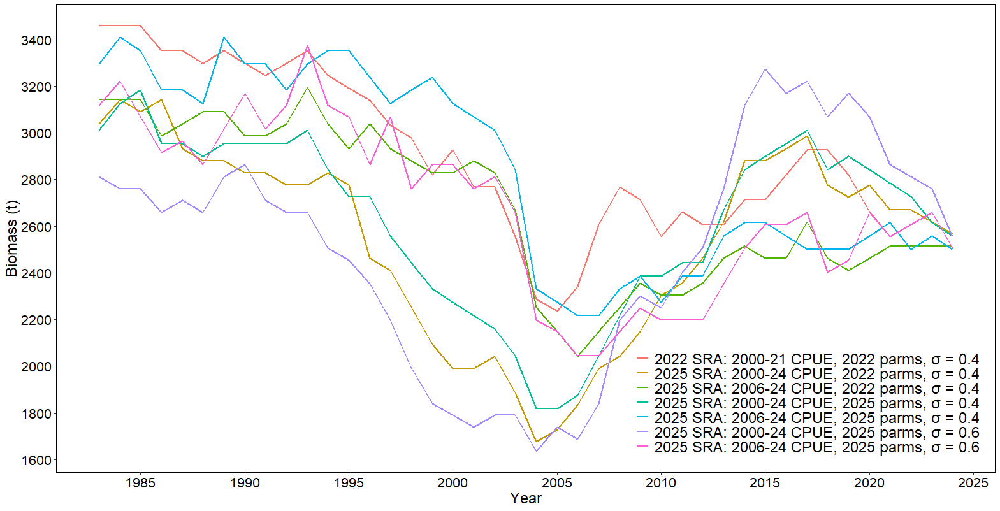 Biomass (t)
3400
3200
3000
2800
2600
2400
2200
2000
1800
1600
2022 SRA: 2000-21 CPUE, 2022 parms, σ = 0.4
2025 SRA: 2000-24 CPUE, 2022 parms, σ = 0.4
2025 SRA: 2006-24 CPUE, 2022 parms, σ = 0.4
2025 SRA: 2000-24 CPUE, 2025 parms, σ = 0.4
2025 SRA: 2006-24 CPUE, 2025 parms, σ = 0.4
2025 SRA: 2000-24 CPUE, 2025 parms, σ = 0.6
2025 SRA: 2006-24 CPUE, 2025 parms, σ = 0.6
1985 1990 1995 2000 2005 2010 2015 2020 2025
Year